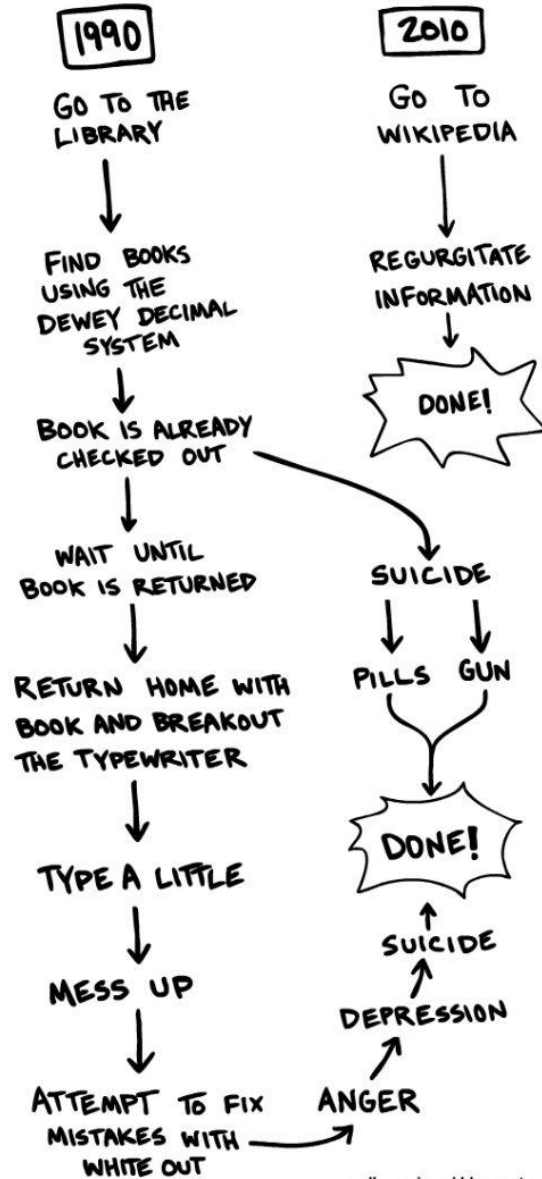 1990
GO TO THE
LIBRARY
FIND BOOKS
USING THE
DEWEY DECIMAL
SYSTEM
BOOK IS ALREADY
CHECKED OUT
WAIT UNTIL
BOOK IS RETURNED
RETURN HOME WITH
BOOK AND BREAKOUT
THE TYPEWRITER
TYPE A LITTLE
MESS UP
ATTEMPT TO FIX
MISTAKES WITH
WHITE OUT
ANGER
DEPRESSION
SUICIDE
DONE!
SUICIDE
PILLS GUN
2010
GO TO
WIKIPEDIA
REGURGITATE
INFORMATION
DONE!